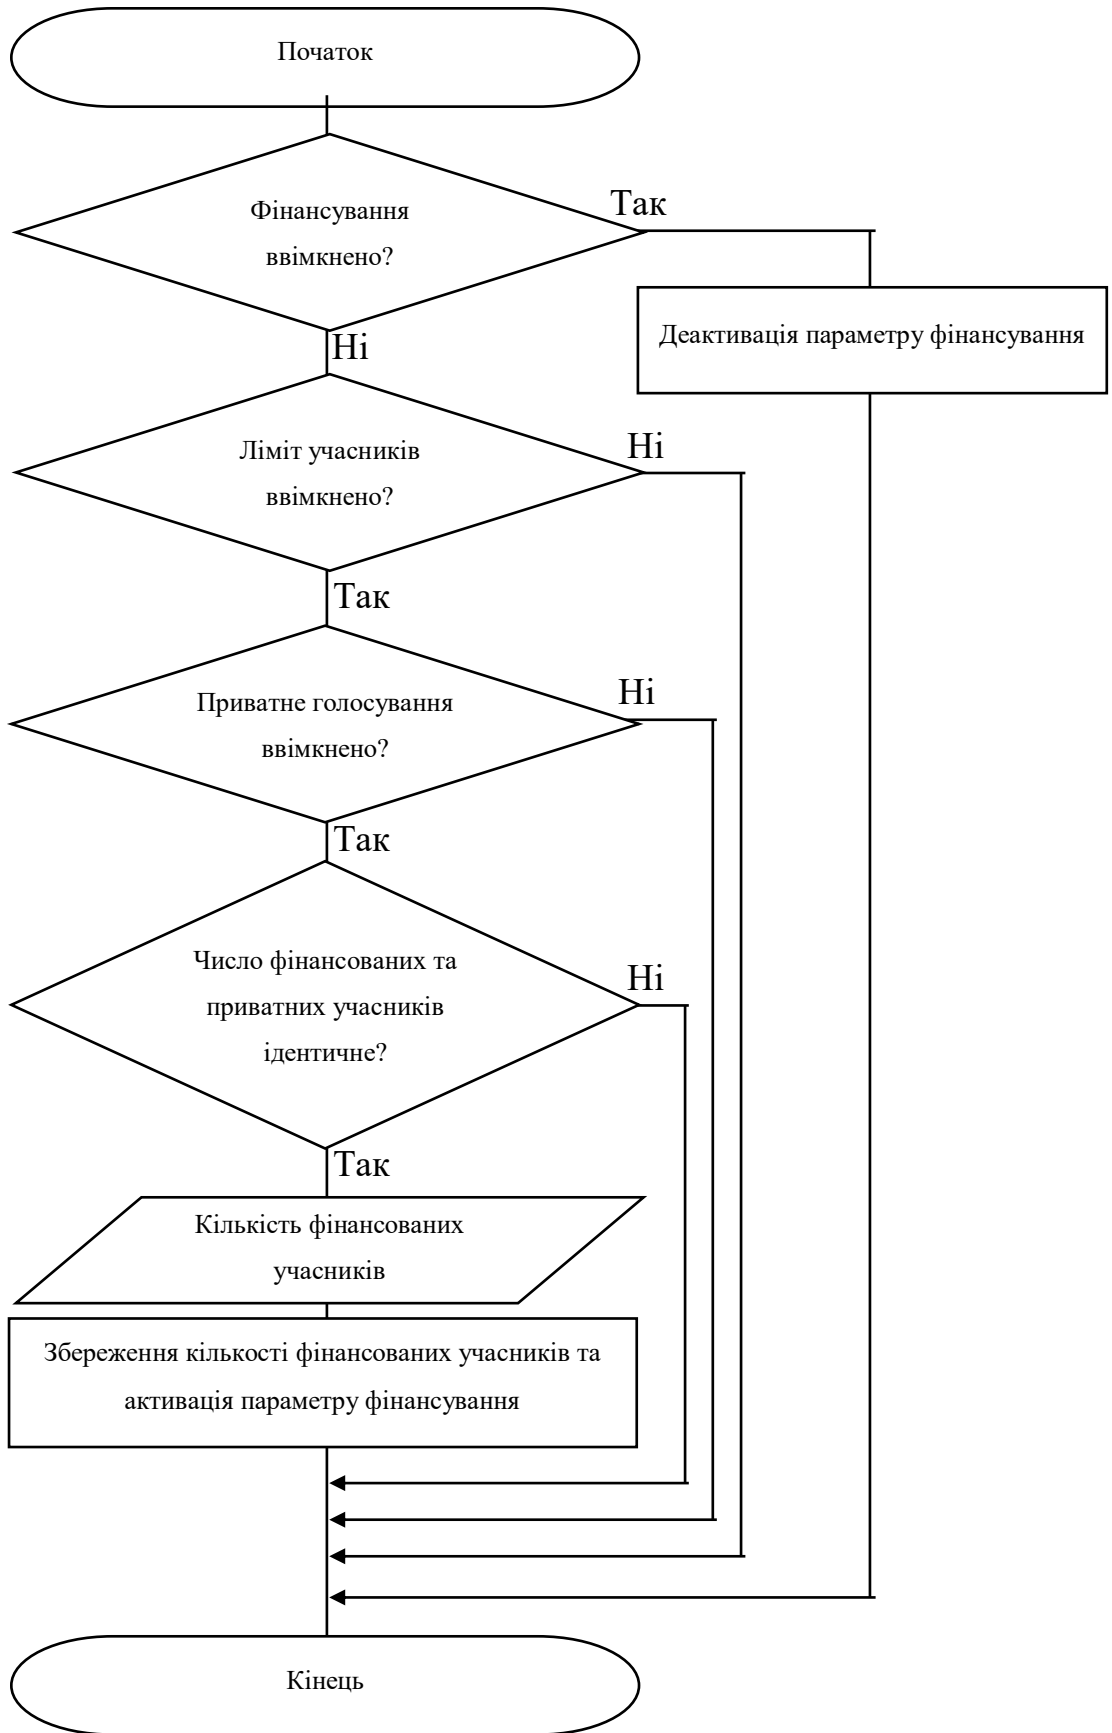 Початок
Фінансування
ввімкнено?
Так
Деактивація параметру фінансування
Ні
Ліміт учасників
ввімкнено?
Ні
Так
Приватне голосування
ввімкнено?
Ні
Так
Число фінансованих та
приватних учасників
ідентичне?
Ні
Так
Кількість фінансованих
учасників
Збереження кількості фінансованих учасників та
активація параметру фінансування
Кінець